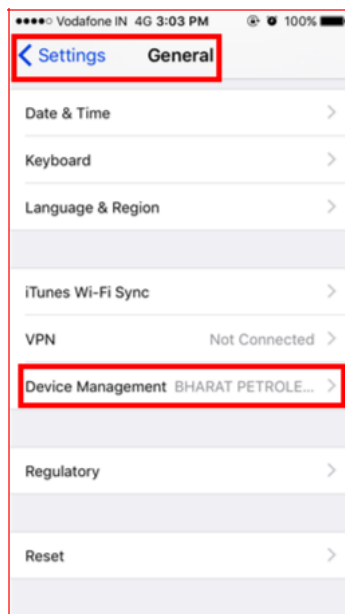 Vodafone IN 4G 3:03 PM 100%
Settings General
Date & Time
Keyboard
Language & Region
iTunes Wi-Fi Sync
VPN Not Connected
Device Management BHARAT PETROLE...
Regulatory
Reset